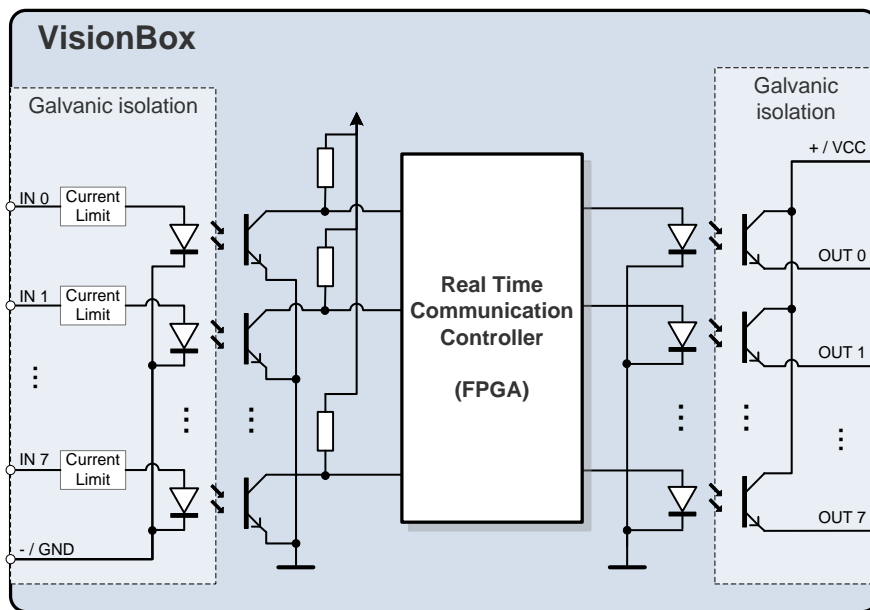 VisionBox
Galvanic isolation
Galvanic
isolation
+ / VCC
IN 0
Current
Limit
OUT 0
IN 1
Current
Limit
Real Time
Communication
Controller
(FPGA)
OUT 1
...
...
...
...
...
...
IN 7
Current
Limit
OUT 7
- / GND